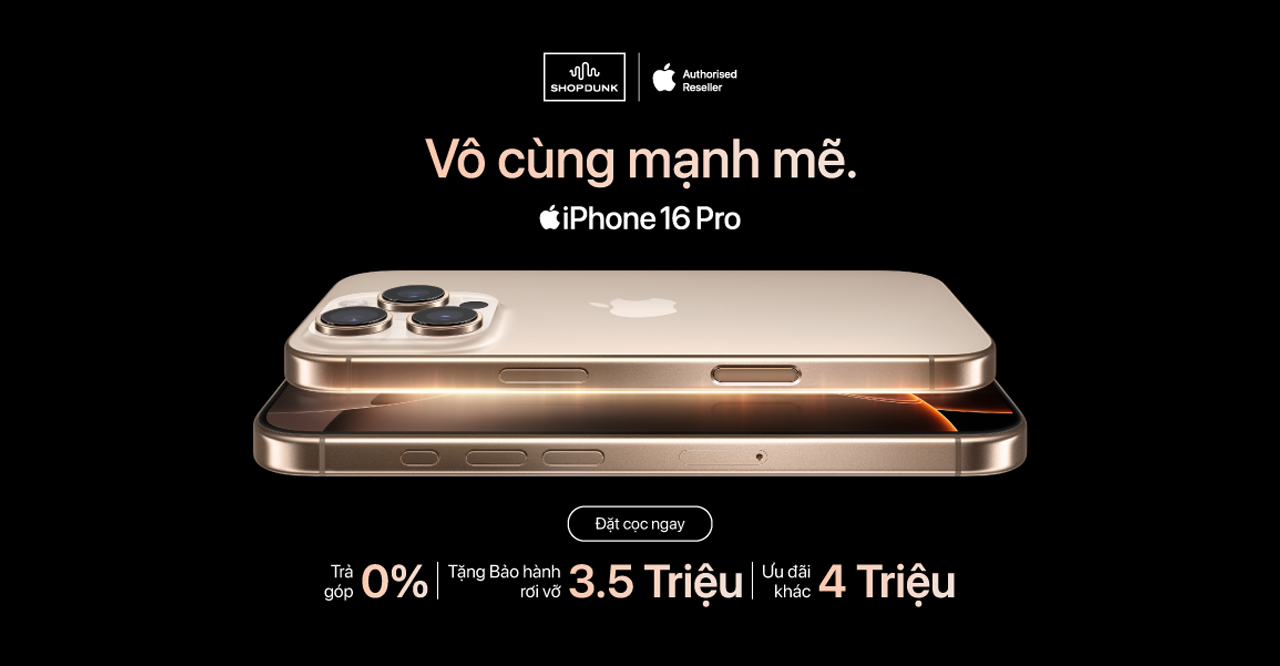 SHOPDUNK
Authorised
Reseller
Vô cùng mạnh mẽ.
iPhone 16 Pro
Đặt cọc ngay
Trả
góp
0%
Tặng Bảo hành
rơi vỡ
3.5 Triệu
Ưu đãi
khác
4 Triệu